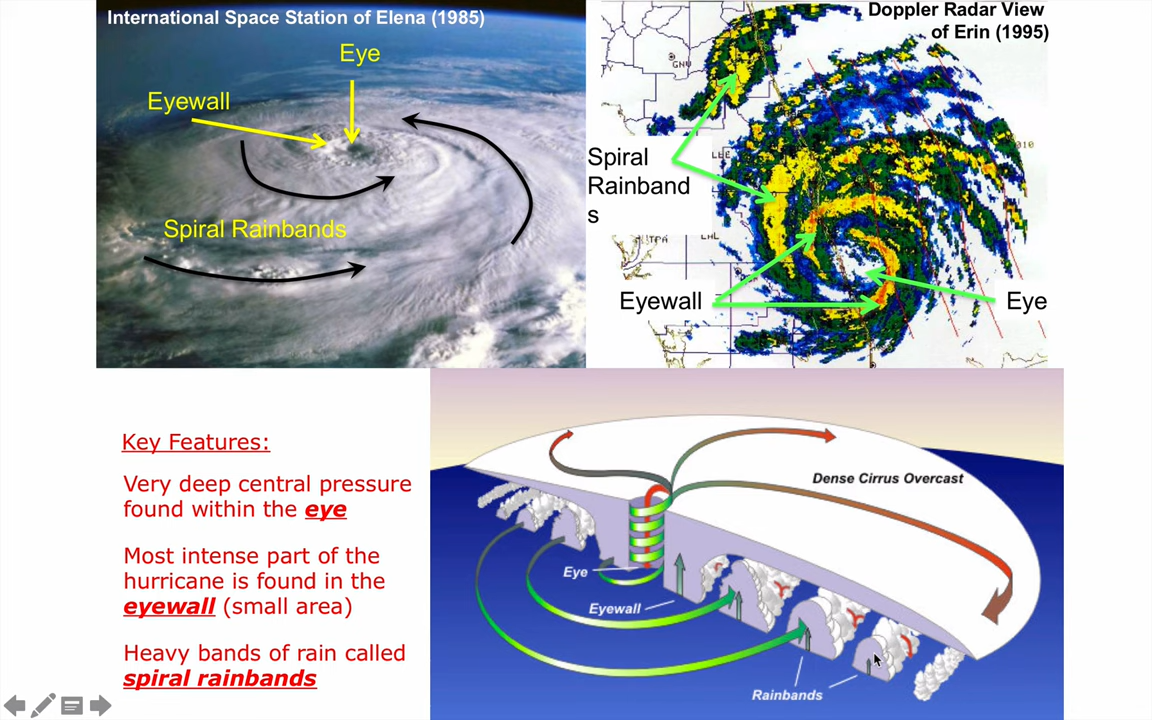 International Space Station of Elena (1985)
Eye
Eyewall
Spiral Rainbands
Doppler Radar View
of Erin (1995)
GNU
Spiral
Rainband
s
TPA
Eyewall
Eye
Key Features:
Very deep central pressure
found within the eye
Most intense part of the
hurricane is found in the
eyewall (small area)
Heavy bands of rain called
spiral rainbands
Dense Cirrus Overcast
Eye
Eyewall
Rainbands